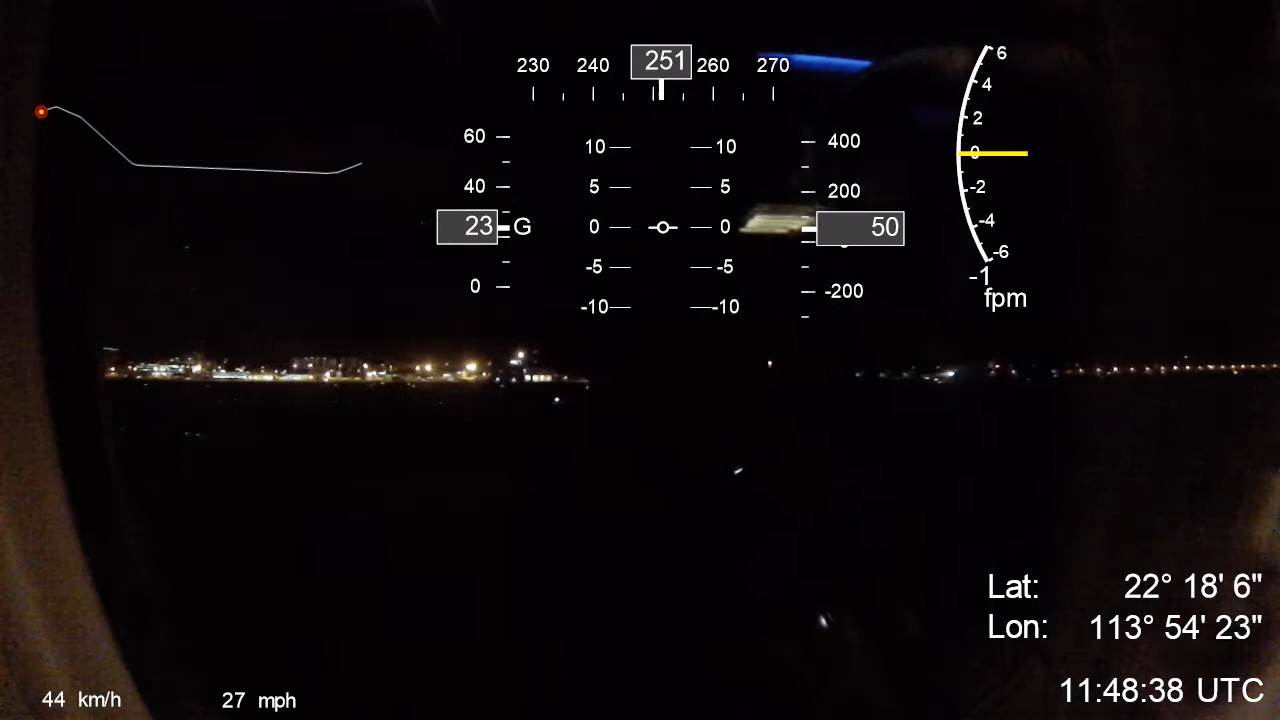 230 240 251 260 270
60
40
23 G
0
10 10
5 5
0 0
-5 -5
-10 -10
400
200
50
-200
6
4
2
0
-2
-4
-6
-1
fpm
Lat: 22° 18' 6"
Lon: 113° 54' 23"
11:48:38 UTC
44 km/h 27 mph